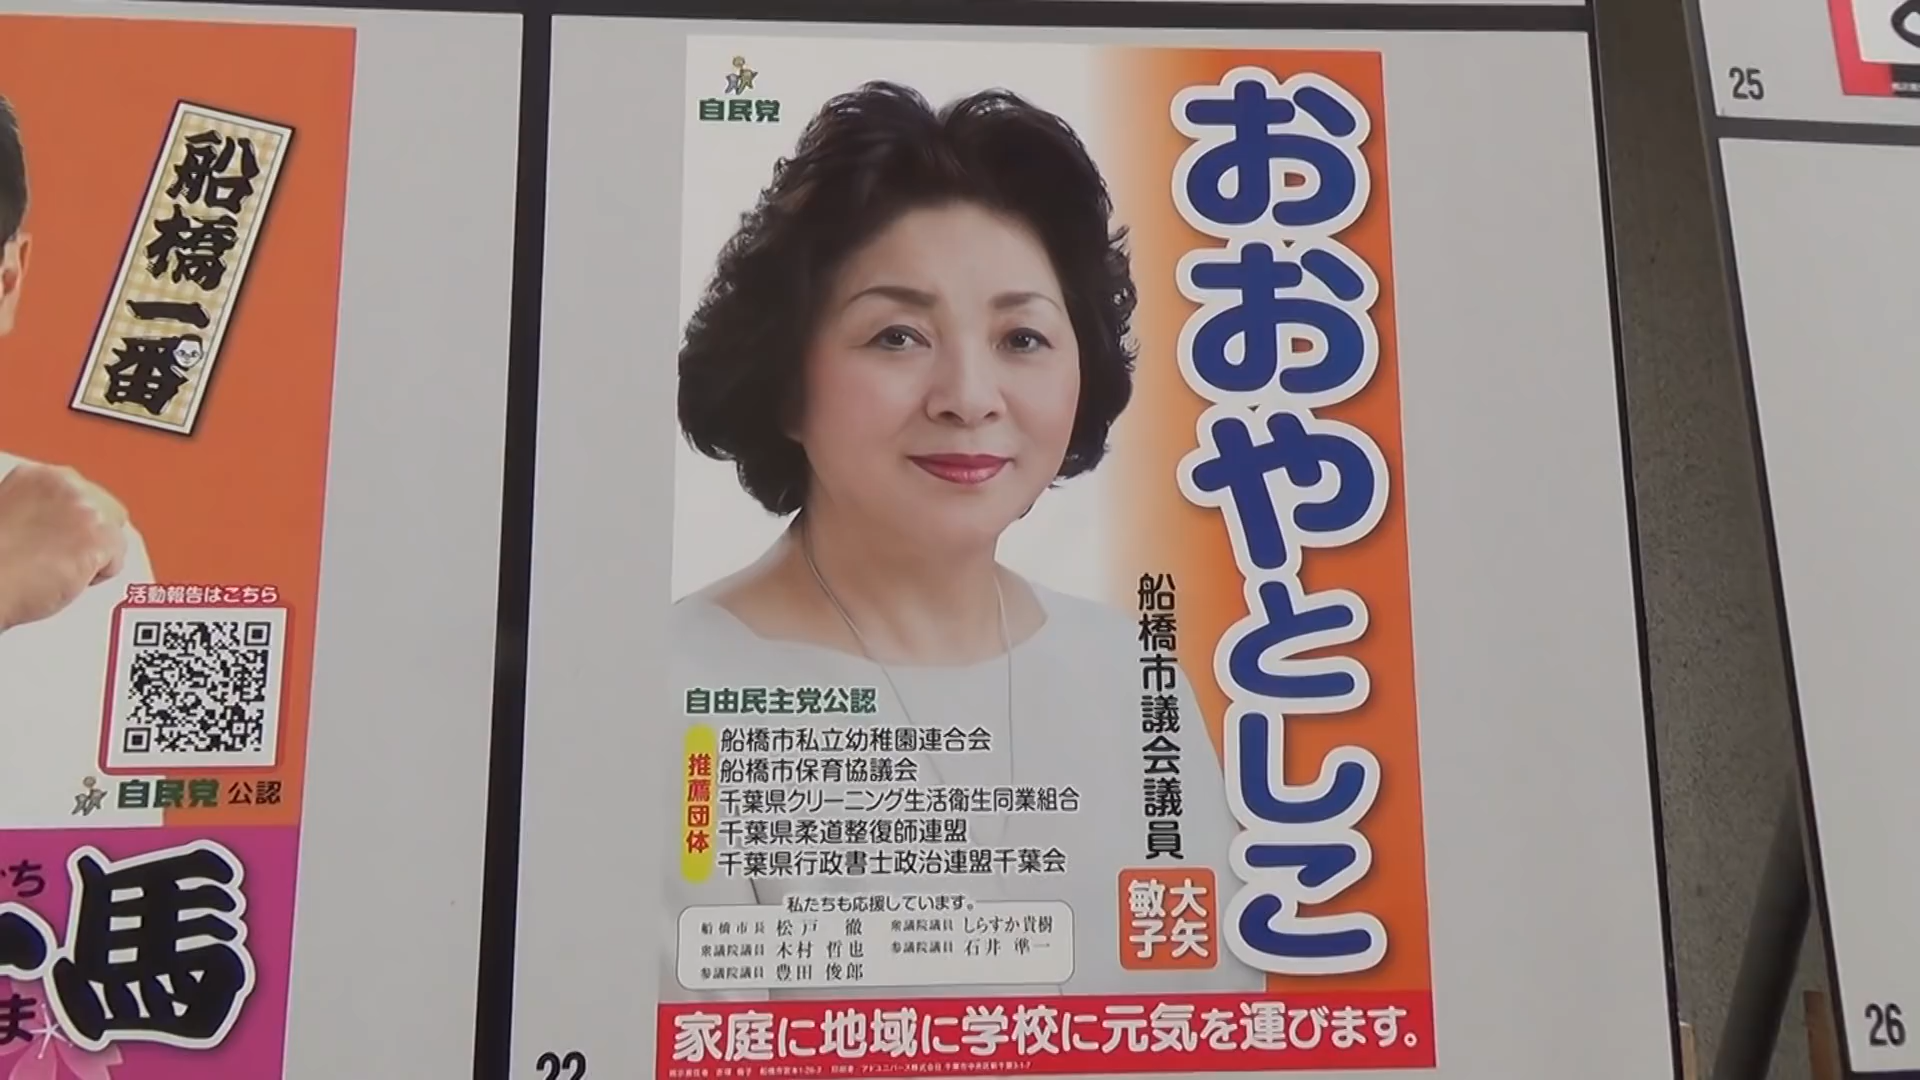 船橋一番
活動報告はこちら
自民党 公認
馬
ま
22
自民党
おおやとしこ
船橋市議会議員
大矢
敏子
自由民主党公認
推薦団体
船橋市私立幼稚園連合会
船橋市保育協議会
千葉県クリーニング生活衛生同業組合
千葉県柔道整復師連盟
千葉県行政書士政治連盟千葉会
私たちも応援しています。
船橋市長 松戸 徹 衆議院議員 しらすか貴樹
衆議院議員 木村 哲也 参議院議員 石井 準一
参議院議員 豊田 俊郎
家庭に地域に学校に元気を運びます。
25
26